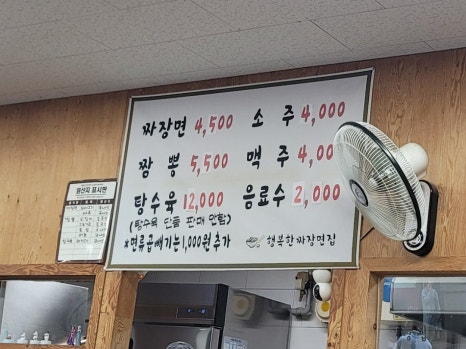 짜장면 4,500 소 주 4,000
짬 뽕 5,500 맥 주 4,00
탕수육 12,000 음료수 2,000
(탕수육 단품 판매 안함)
*면류곱빼기는1,000원추가 행복한짜장면집
원산지 표시판